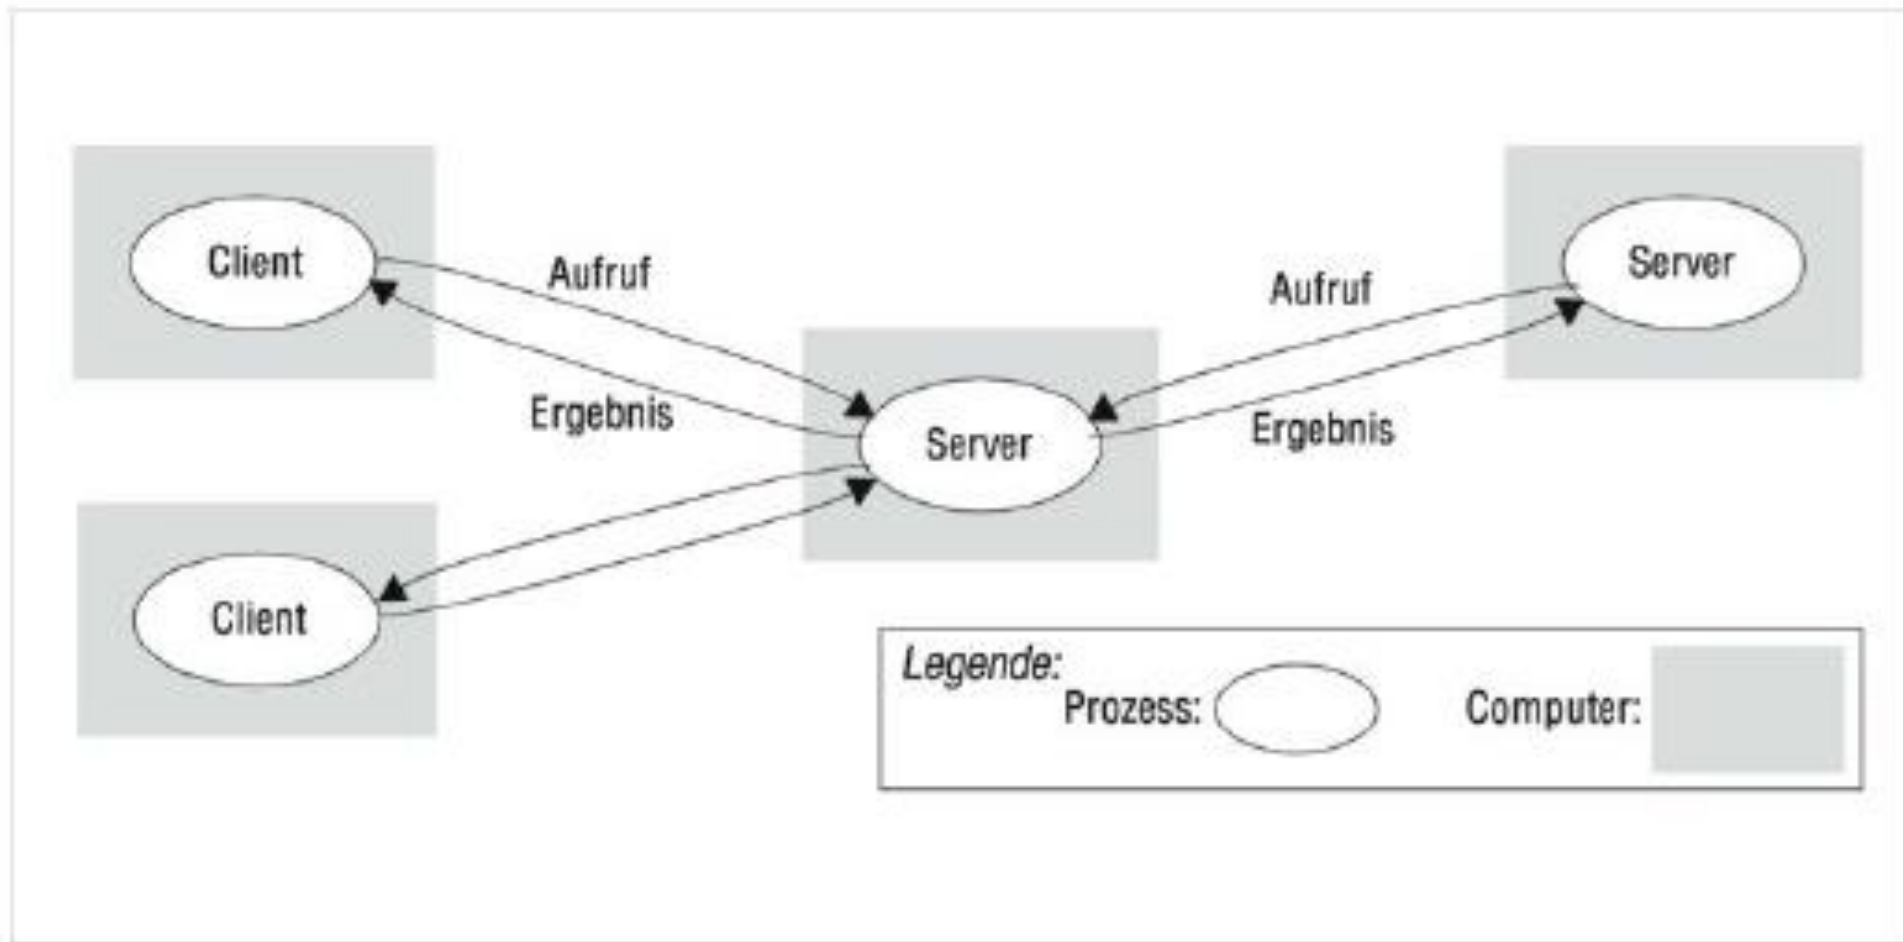 Client
Aufruf
Ergebnis
Server
Aufruf
Ergebnis
Server
Client
Legende:
Prozess:
Computer: